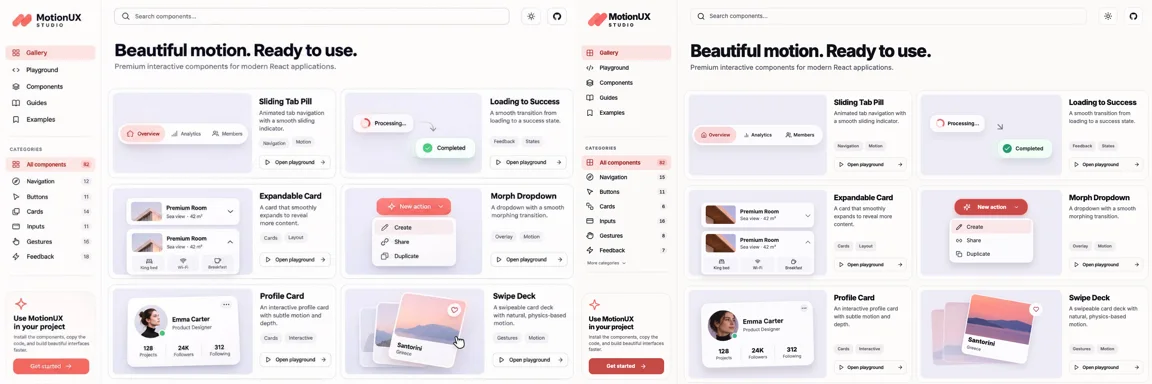 MotionUX
STUDIO
Search components...
Gallery
Playground
Components
Guides
Examples
CATEGORIES
All components 92
Navigation 12
Buttons 11
Cards 14
Inputs 11
Gestures 16
Feedback 18
Use MotionUX
in your project
Install the components, copy the
code, and build beautiful interfaces
faster.
Get started →
Beautiful motion. Ready to use.
Premium interactive components for modern React applications.
Overview Analytics Members
Sliding Tab Pill
Animated tab navigation
with a smooth sliding
indicator.
Navigation Motion
Open playground →
Processing...
Completed
Loading to Success
A smooth transition from
loading to a success state.
Feedback States
Open playground →
Premium Room
Sea view · 42 m²
Premium Room
Sea view · 42 m²
King bed Wi-Fi Breakfast
Expandable Card
A card that smoothly
expands to reveal
more content.
Cards Layout
Open playground →
New action
Create
Share
Duplicate
Morph Dropdown
A dropdown with a smooth
morphing transition.
Overlay Motion
Open playground →
Emma Carter
Product Designer
128 24K 312
Projects Followers Following
Profile Card
An interactive profile card
with subtle motion and
depth.
Cards Interactive
Open playground →
Santorini
Greece
Swipe Deck
A swipeable card deck with
natural, physics-based
motion.
Gestures Motion
Open playground →
MotionUX
STUDIO
Search components...
Gallery
Playground
Components
Guides
Examples
CATEGORIES
All components 92
Navigation 15
Buttons 11
Cards 8
Inputs 16
Gestures 8
Feedback 7
More categories
Use MotionUX
in your project
Install the components, copy the
code, and build beautiful interfaces
faster.
Get started →
Beautiful motion. Ready to use.
Premium interactive components for modern React applications.
Overview Analytics Members
Sliding Tab Pill
Animated tab navigation with
a smooth sliding indicator.
Navigation Motion
Open playground →
Processing...
Completed
Loading to Success
A smooth transition from
loading to a success state.
Feedback States
Open playground →
Premium Room
Sea view · 42 m²
Premium Room
Sea view · 42 m²
King bed Wi-Fi Breakfast
Expandable Card
A card that smoothly
expands to reveal more
content.
Cards Layout
Open playground →
New action
Create
Share
Duplicate
Morph Dropdown
A dropdown with a smooth
morphing transition.
Overlay Motion
Open playground →
Emma Carter
Product Designer
128 24K 312
Projects Followers Following
Profile Card
An interactive profile card
with subtle motion and
depth.
Cards Interactive
Open playground →
Santorini
Greece
Swipe Deck
A swipeable card deck with
natural, physics-based
motion.
Gestures Motion
Open playground →